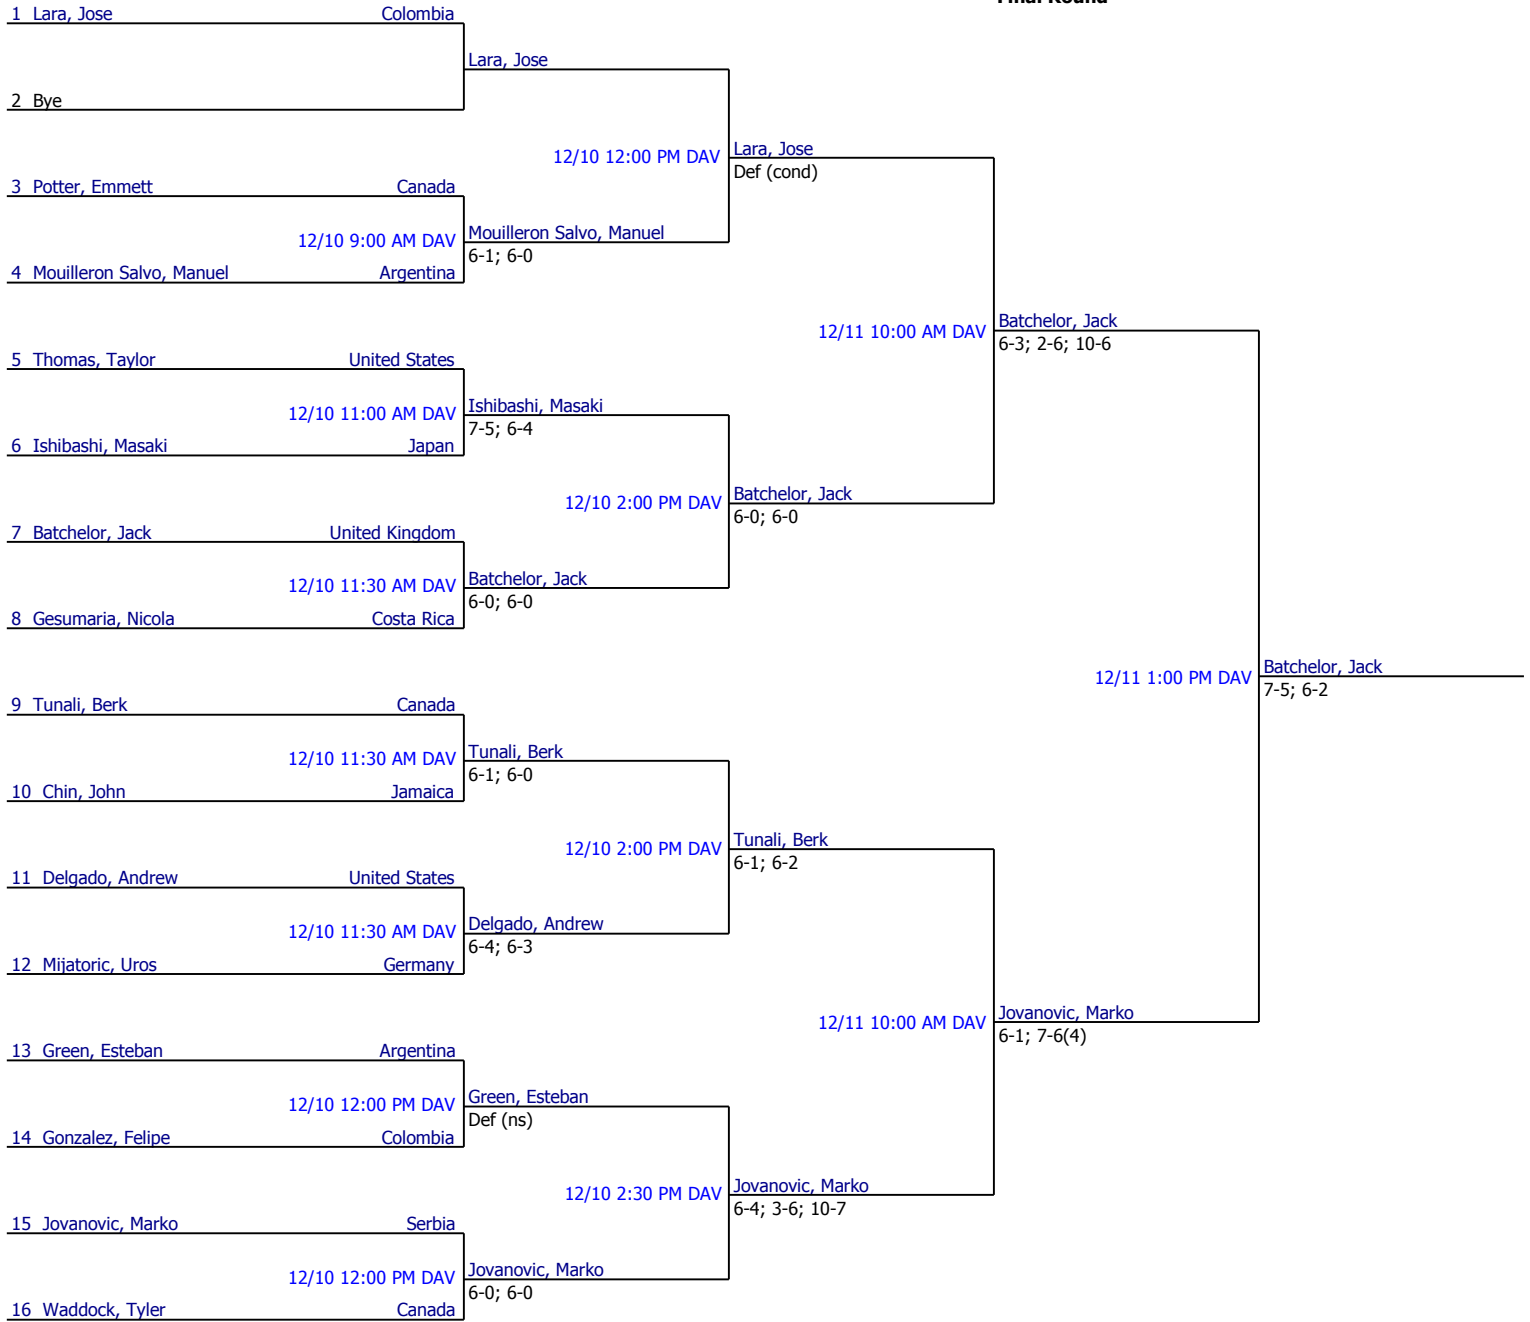 Final Round
1 Lara, Jose Colombia
Lara, Jose
2 Bye
12/10 12:00 PM DAV Lara, Jose
Def (cond)
3 Potter, Emmett Canada
12/10 9:00 AM DAV Mouilleron Salvo, Manuel
6-1; 6-0
4 Mouilleron Salvo, Manuel Argentina
12/11 10:00 AM DAV Batchelor, Jack
6-3; 2-6; 10-6
5 Thomas, Taylor United States
12/10 11:00 AM DAV Ishibashi, Masaki
7-5; 6-4
6 Ishibashi, Masaki Japan
12/10 2:00 PM DAV Batchelor, Jack
6-0; 6-0
7 Batchelor, Jack United Kingdom
12/10 11:30 AM DAV Batchelor, Jack
6-0; 6-0
8 Gesumaria, Nicola Costa Rica
12/11 1:00 PM DAV Batchelor, Jack
7-5; 6-2
9 Tunali, Berk Canada
12/10 11:30 AM DAV Tunali, Berk
6-1; 6-0
10 Chin, John Jamaica
12/10 2:00 PM DAV Tunali, Berk
6-1; 6-2
11 Delgado, Andrew United States
12/10 11:30 AM DAV Delgado, Andrew
6-4; 6-3
12 Mijatoric, Uros Germany
12/11 10:00 AM DAV Jovanovic, Marko
6-1; 7-6(4)
13 Green, Esteban Argentina
12/10 12:00 PM DAV Green, Esteban
Def (ns)
14 Gonzalez, Felipe Colombia
12/10 2:30 PM DAV Jovanovic, Marko
6-4; 3-6; 10-7
15 Jovanovic, Marko Serbia
12/10 12:00 PM DAV Jovanovic, Marko
6-0; 6-0
16 Waddock, Tyler Canada